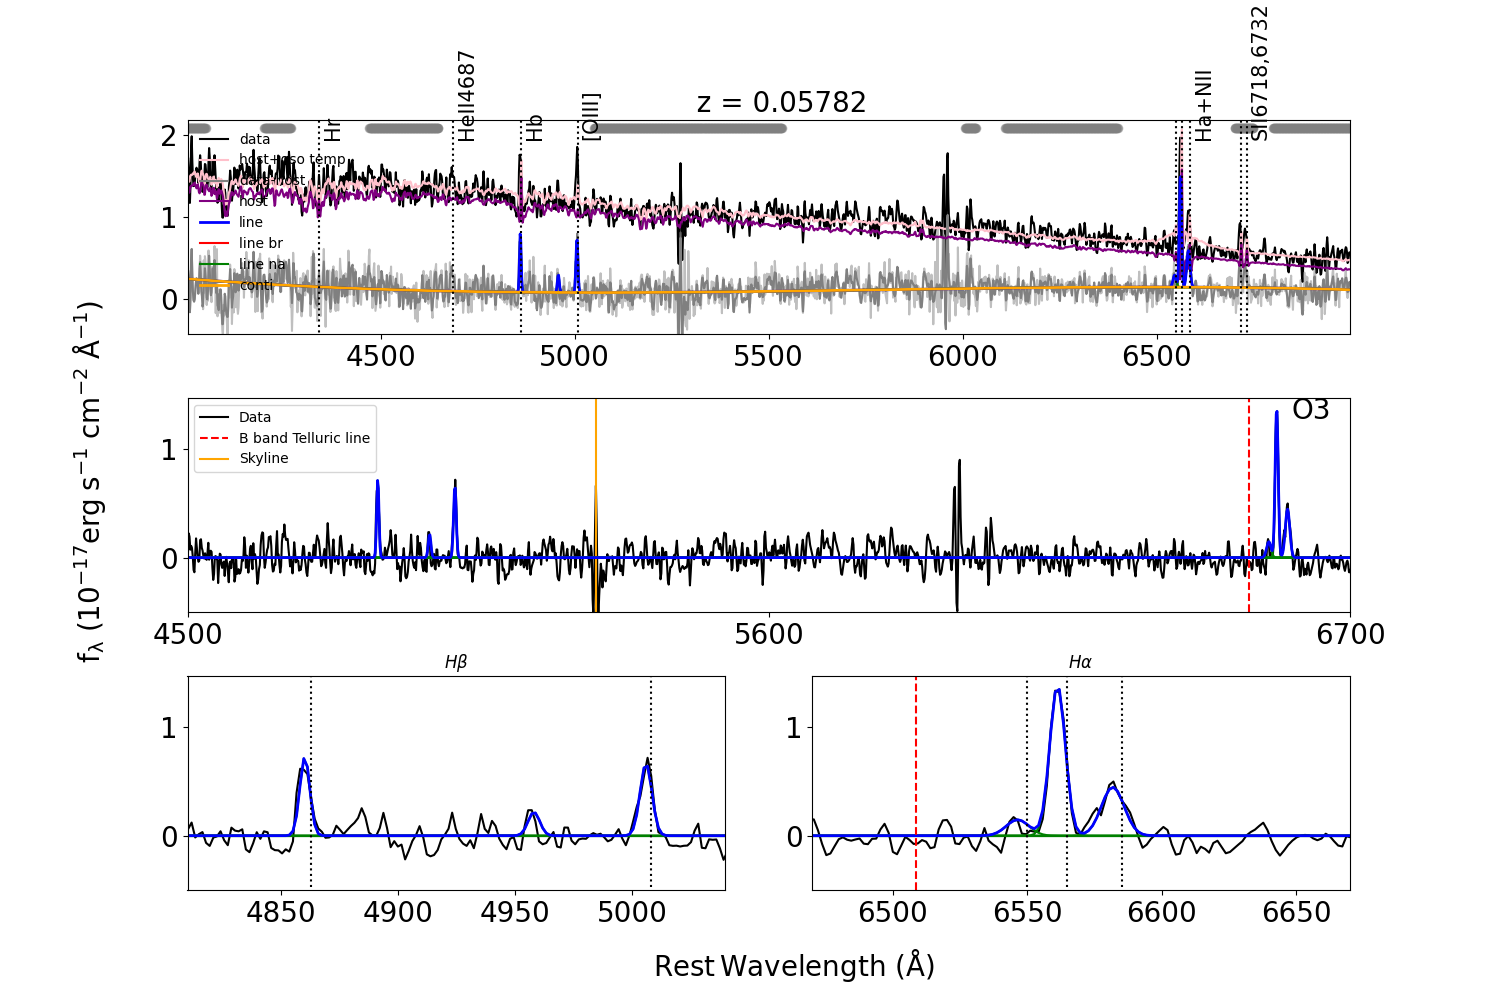 z = 0.05782
Hr
HeII4687
Hb
[OIII]
Ha+NII
SII6718,6732
data
host+qso temp
data-host
host
line
line br
line na
conti
2
1
0
4500 5000 5500 6000 6500
f_λ (10^−17 erg s^−1 cm^−2 Å^−1)
Data
B band Telluric line
Skyline
O3
1
0
4500 5600 6700
Hβ
1
0
4850 4900 4950 5000
Hα
1
0
6500 6550 6600 6650
Rest Wavelength (Å)